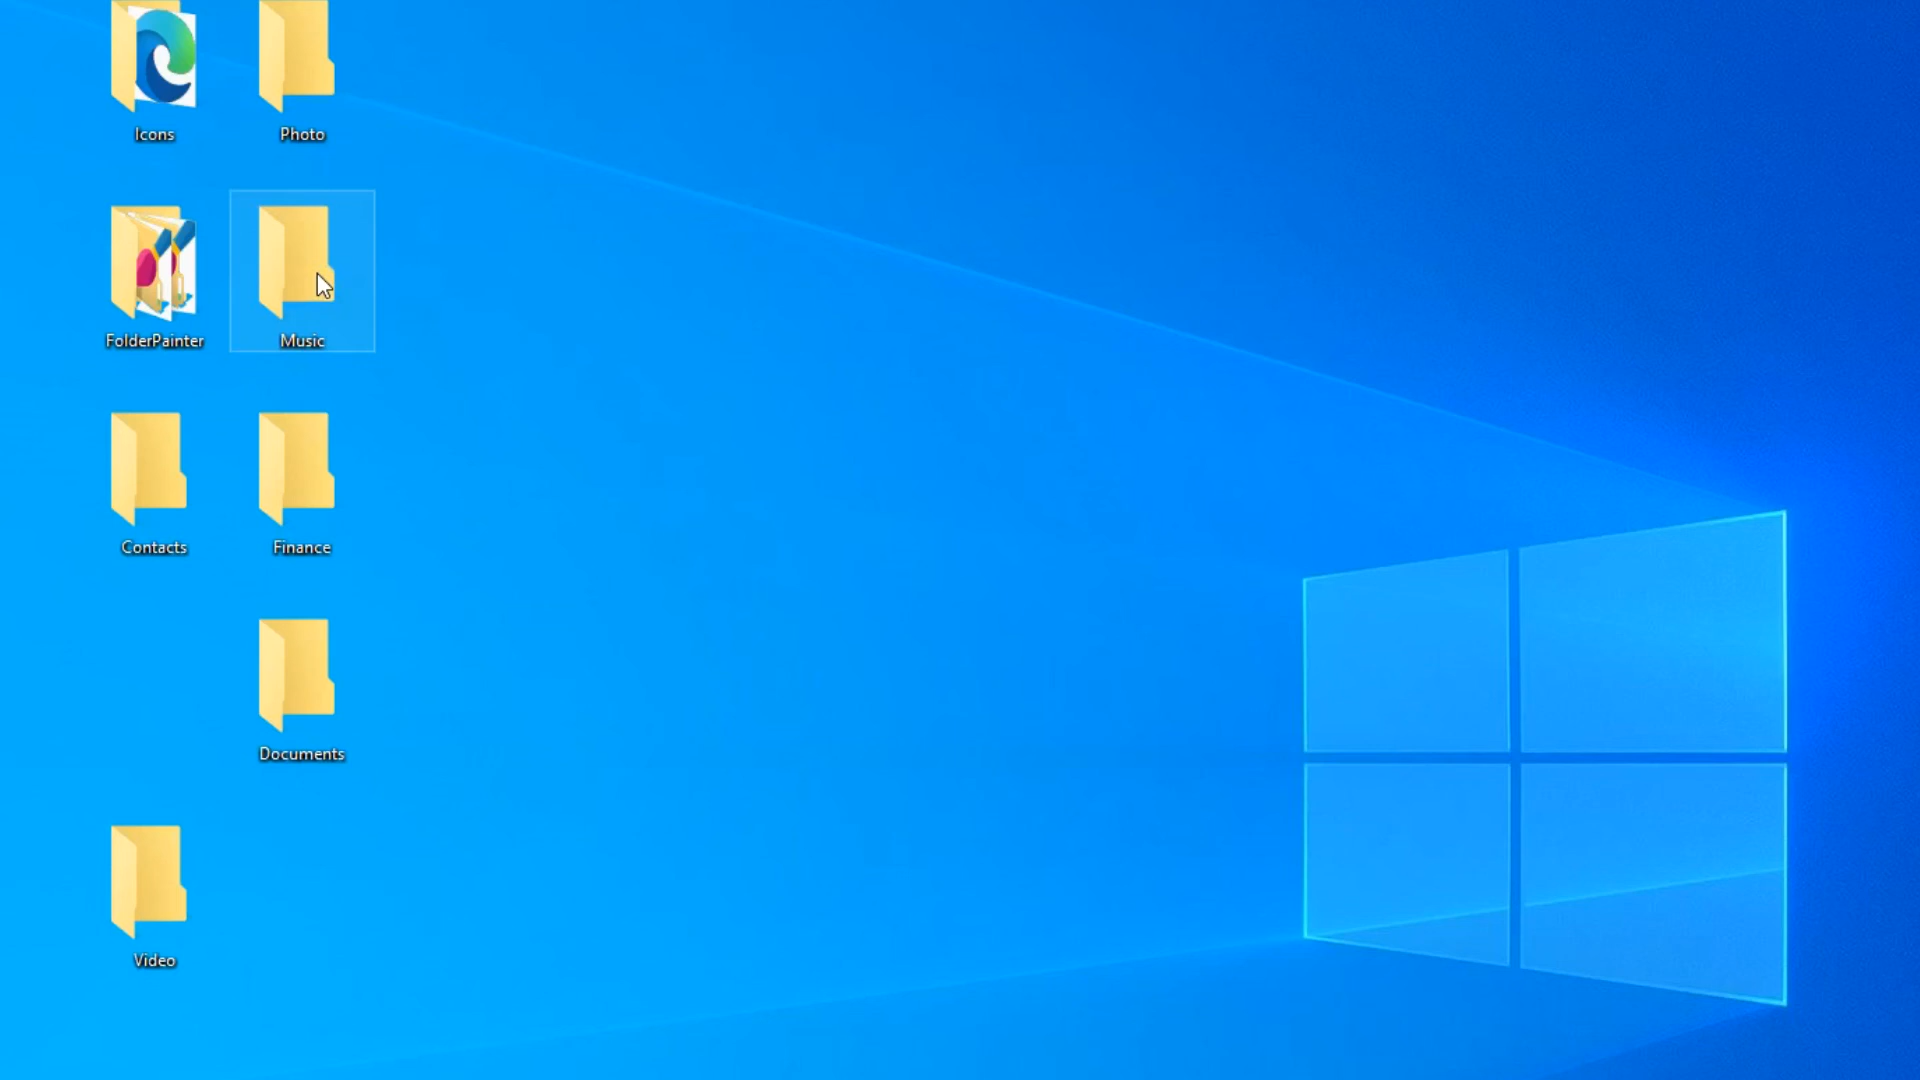 Icons
Photo
FolderPainter
Music
Contacts
Finance
Documents
Video